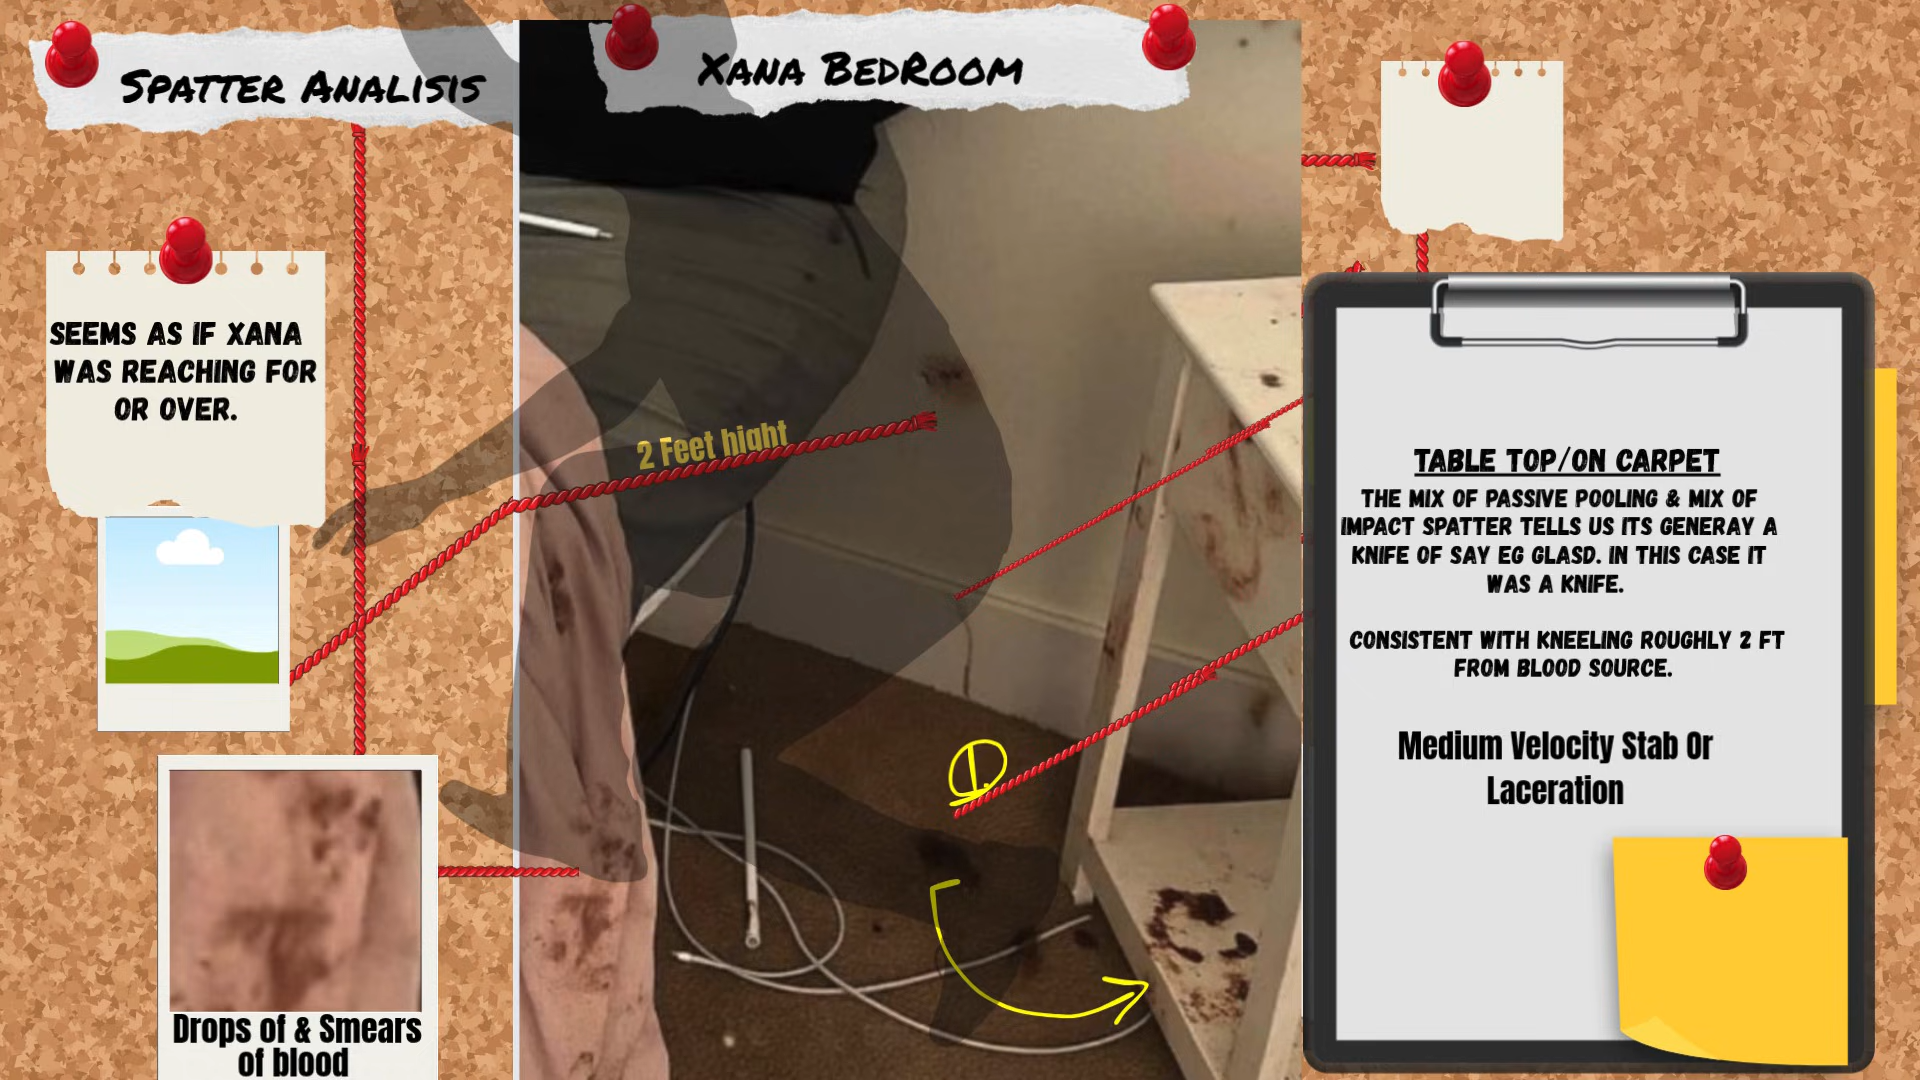 Spatter Analisis
Xana BedRoom
SEEMS AS IF XANA
WAS REACHING FOR
OR OVER.
2 Feet hight
TABLE TOP/ON CARPET
THE MIX OF PASSIVE POOLING & MIX OF
IMPACT SPATTER TELLS US ITS GENERAY A
KNIFE OF SAY EG GLASD. IN THIS CASE IT
WAS A KNIFE.
CONSISTENT WITH KNEELING ROUGHLY 2 FT
FROM BLOOD SOURCE.
Medium Velocity Stab Or
Laceration
1.
Drops of & Smears
of blood